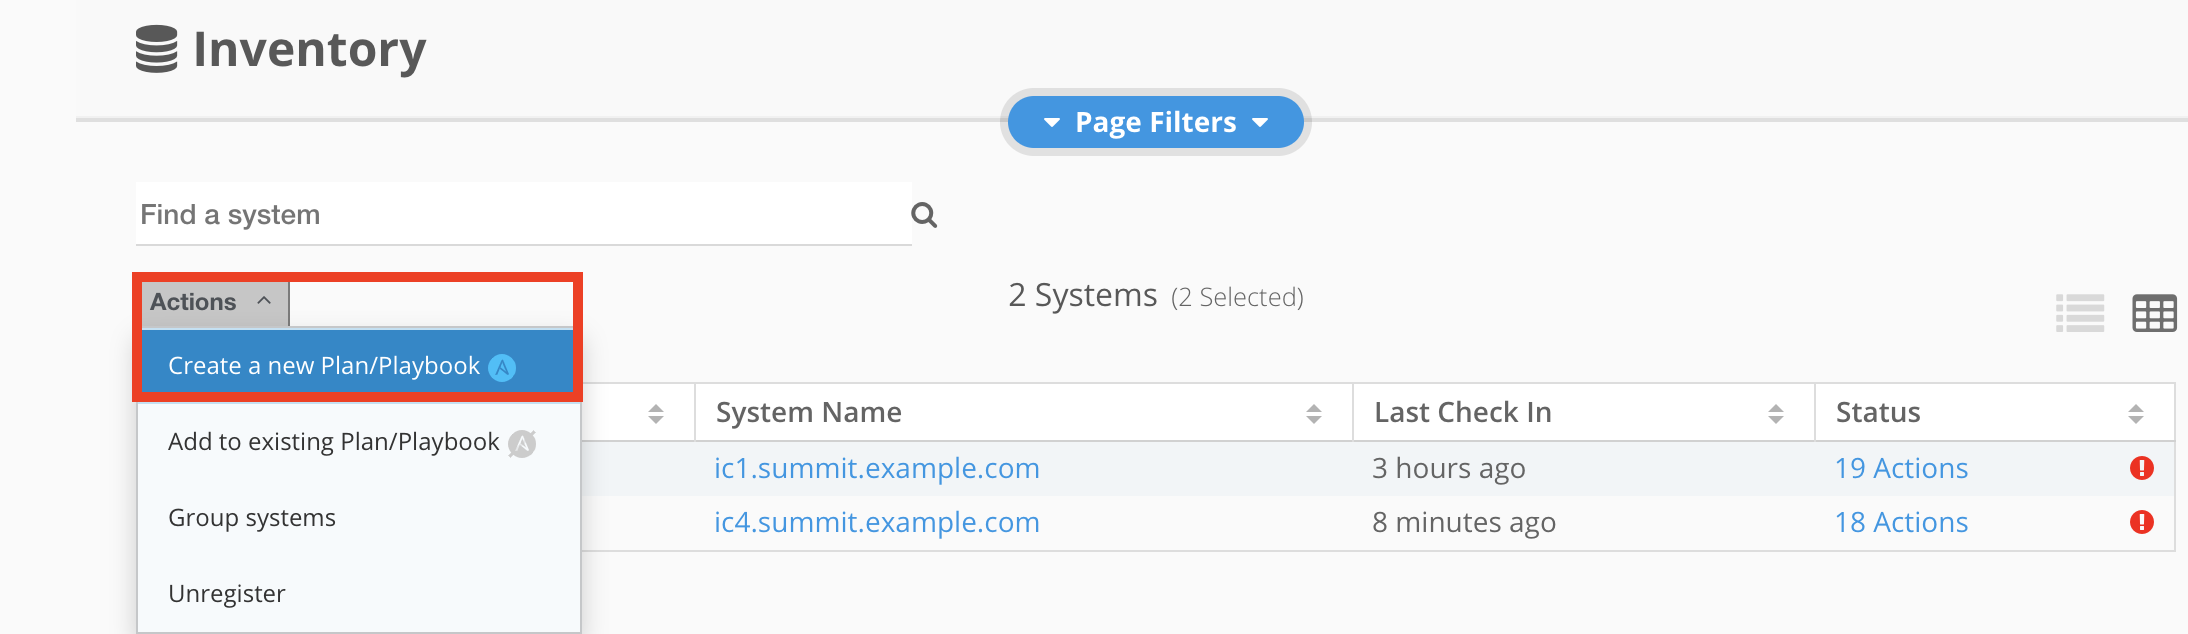 Inventory
Page Filters
Find a system
Actions
2 Systems (2 Selected)
Create a new Plan/Playbook
Add to existing Plan/Playbook
Group systems
Unregister
System Name Last Check In Status
ic1.summit.example.com 3 hours ago 19 Actions
ic4.summit.example.com 8 minutes ago 18 Actions